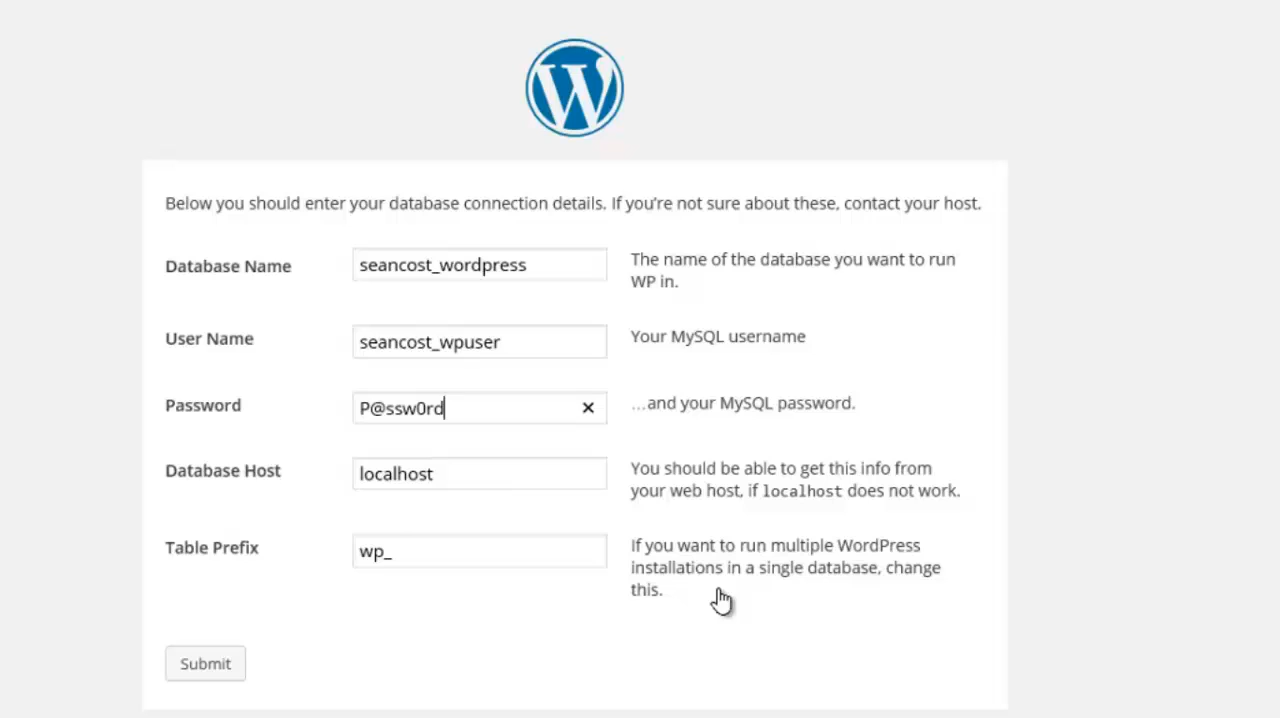 Below you should enter your database connection details. If you're not sure about these, contact your host.
Database Name
seancost_wordpress
The name of the database you want to run
WP in.
User Name
seancost_wpuser
Your MySQL username
Password
P@ssw0rd
…and your MySQL password.
Database Host
localhost
You should be able to get this info from
your web host, if localhost does not work.
Table Prefix
wp_
If you want to run multiple WordPress
installations in a single database, change
this.
Submit